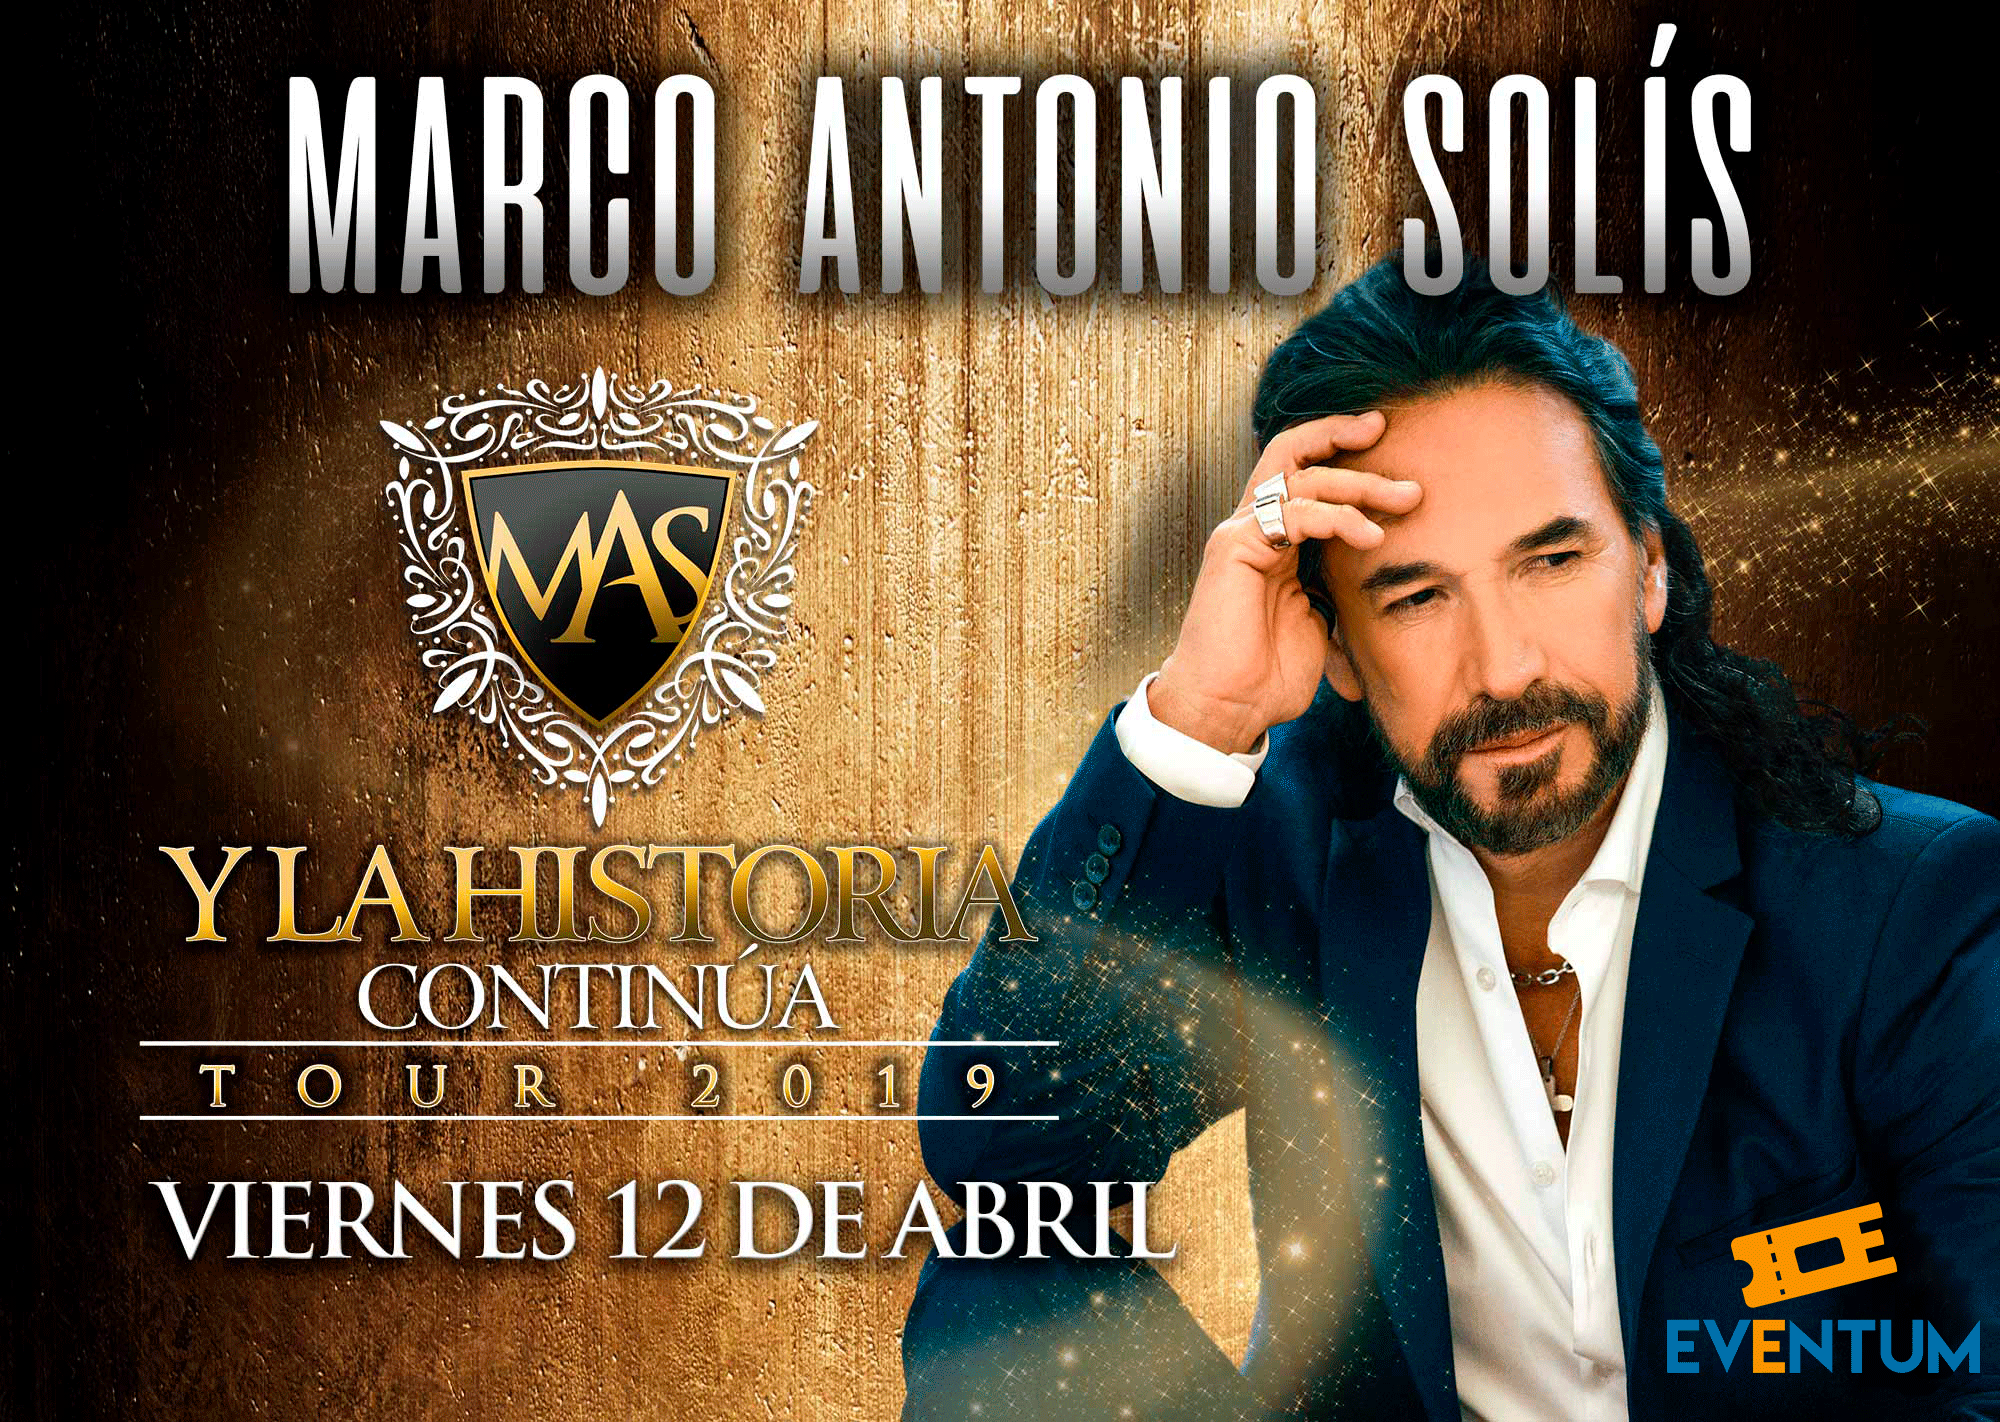 MARCO ANTONIO SOLÍS
MAS
Y LA HISTORIA
CONTINÚA
TOUR 2019
VIERNES 12 DE ABRIL
EVENTUM